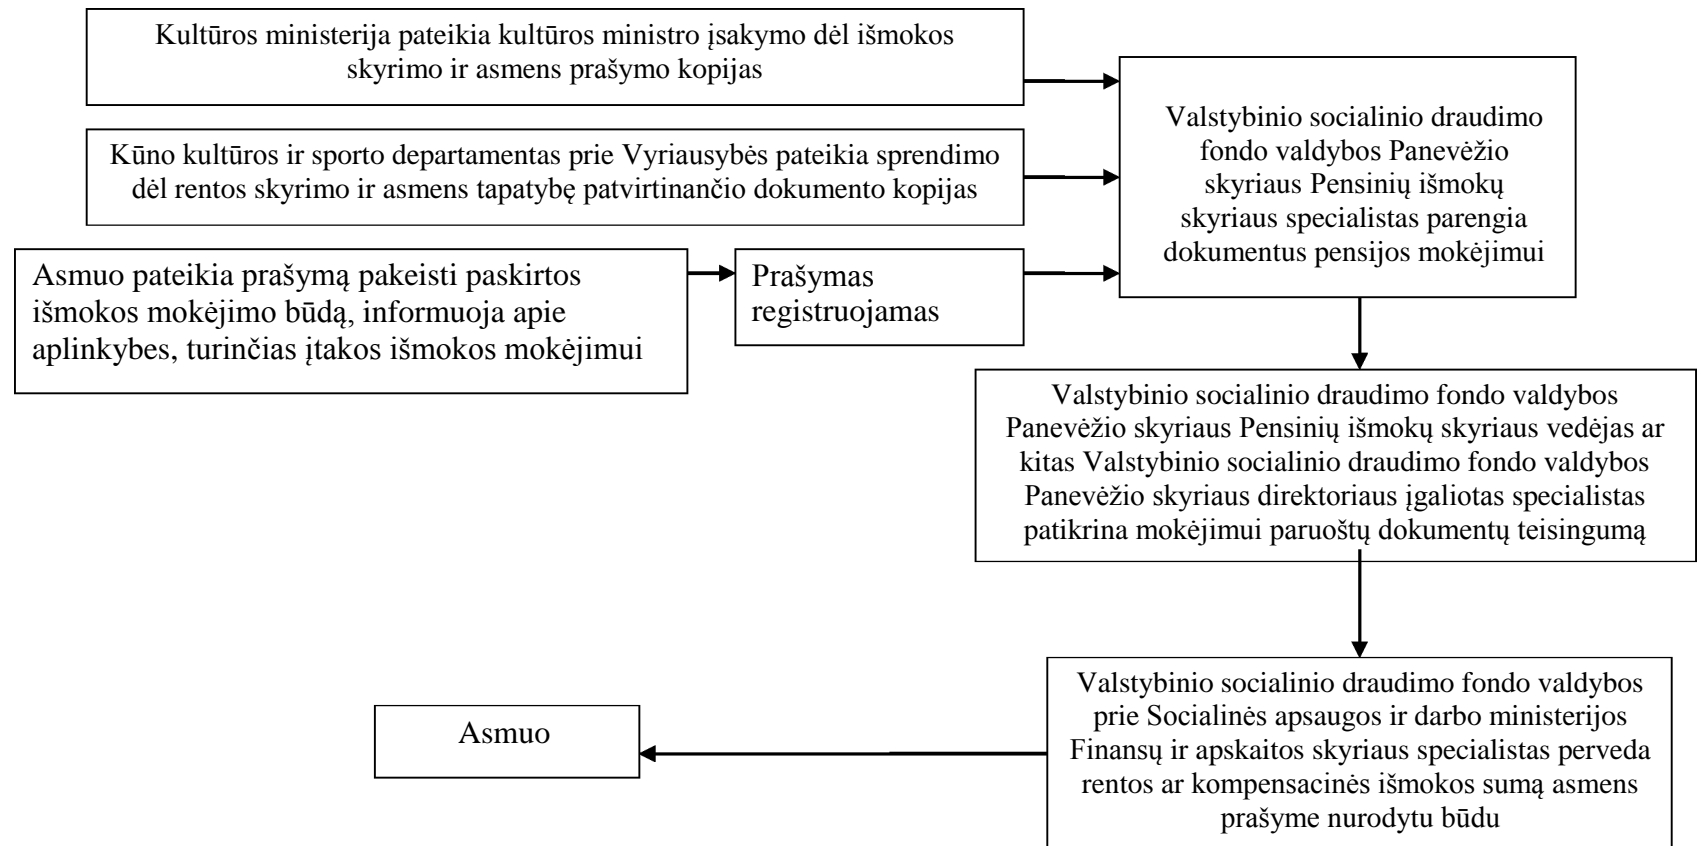 Kultūros ministerija pateikia kultūros ministro įsakymo dėl išmokos
skyrimo ir asmens prašymo kopijas
Kūno kultūros ir sporto departamentas prie Vyriausybės pateikia sprendimo
dėl rentos skyrimo ir asmens tapatybę patvirtinančio dokumento kopijas
Asmuo pateikia prašymą pakeisti paskirtos
išmokos mokėjimo būdą, informuoja apie
aplinkybes, turinčias įtakos išmokos mokėjimui
Prašymas
registruojamas
Valstybinio socialinio draudimo
fondo valdybos Panevėžio
skyriaus Pensinių išmokų
skyriaus specialistas parengia
dokumentus pensijos mokėjimui
Valstybinio socialinio draudimo fondo valdybos
Panevėžio skyriaus Pensinių išmokų skyriaus vedėjas ar
kitas Valstybinio socialinio draudimo fondo valdybos
Panevėžio skyriaus direktoriaus įgaliotas specialistas
patikrina mokėjimui paruoštų dokumentų teisingumą
Valstybinio socialinio draudimo fondo valdybos
prie Socialinės apsaugos ir darbo ministerijos
Finansų ir apskaitos skyriaus specialistas perveda
rentos ar kompensacinės išmokos sumą asmens
prašyme nurodytu būdu
Asmuo